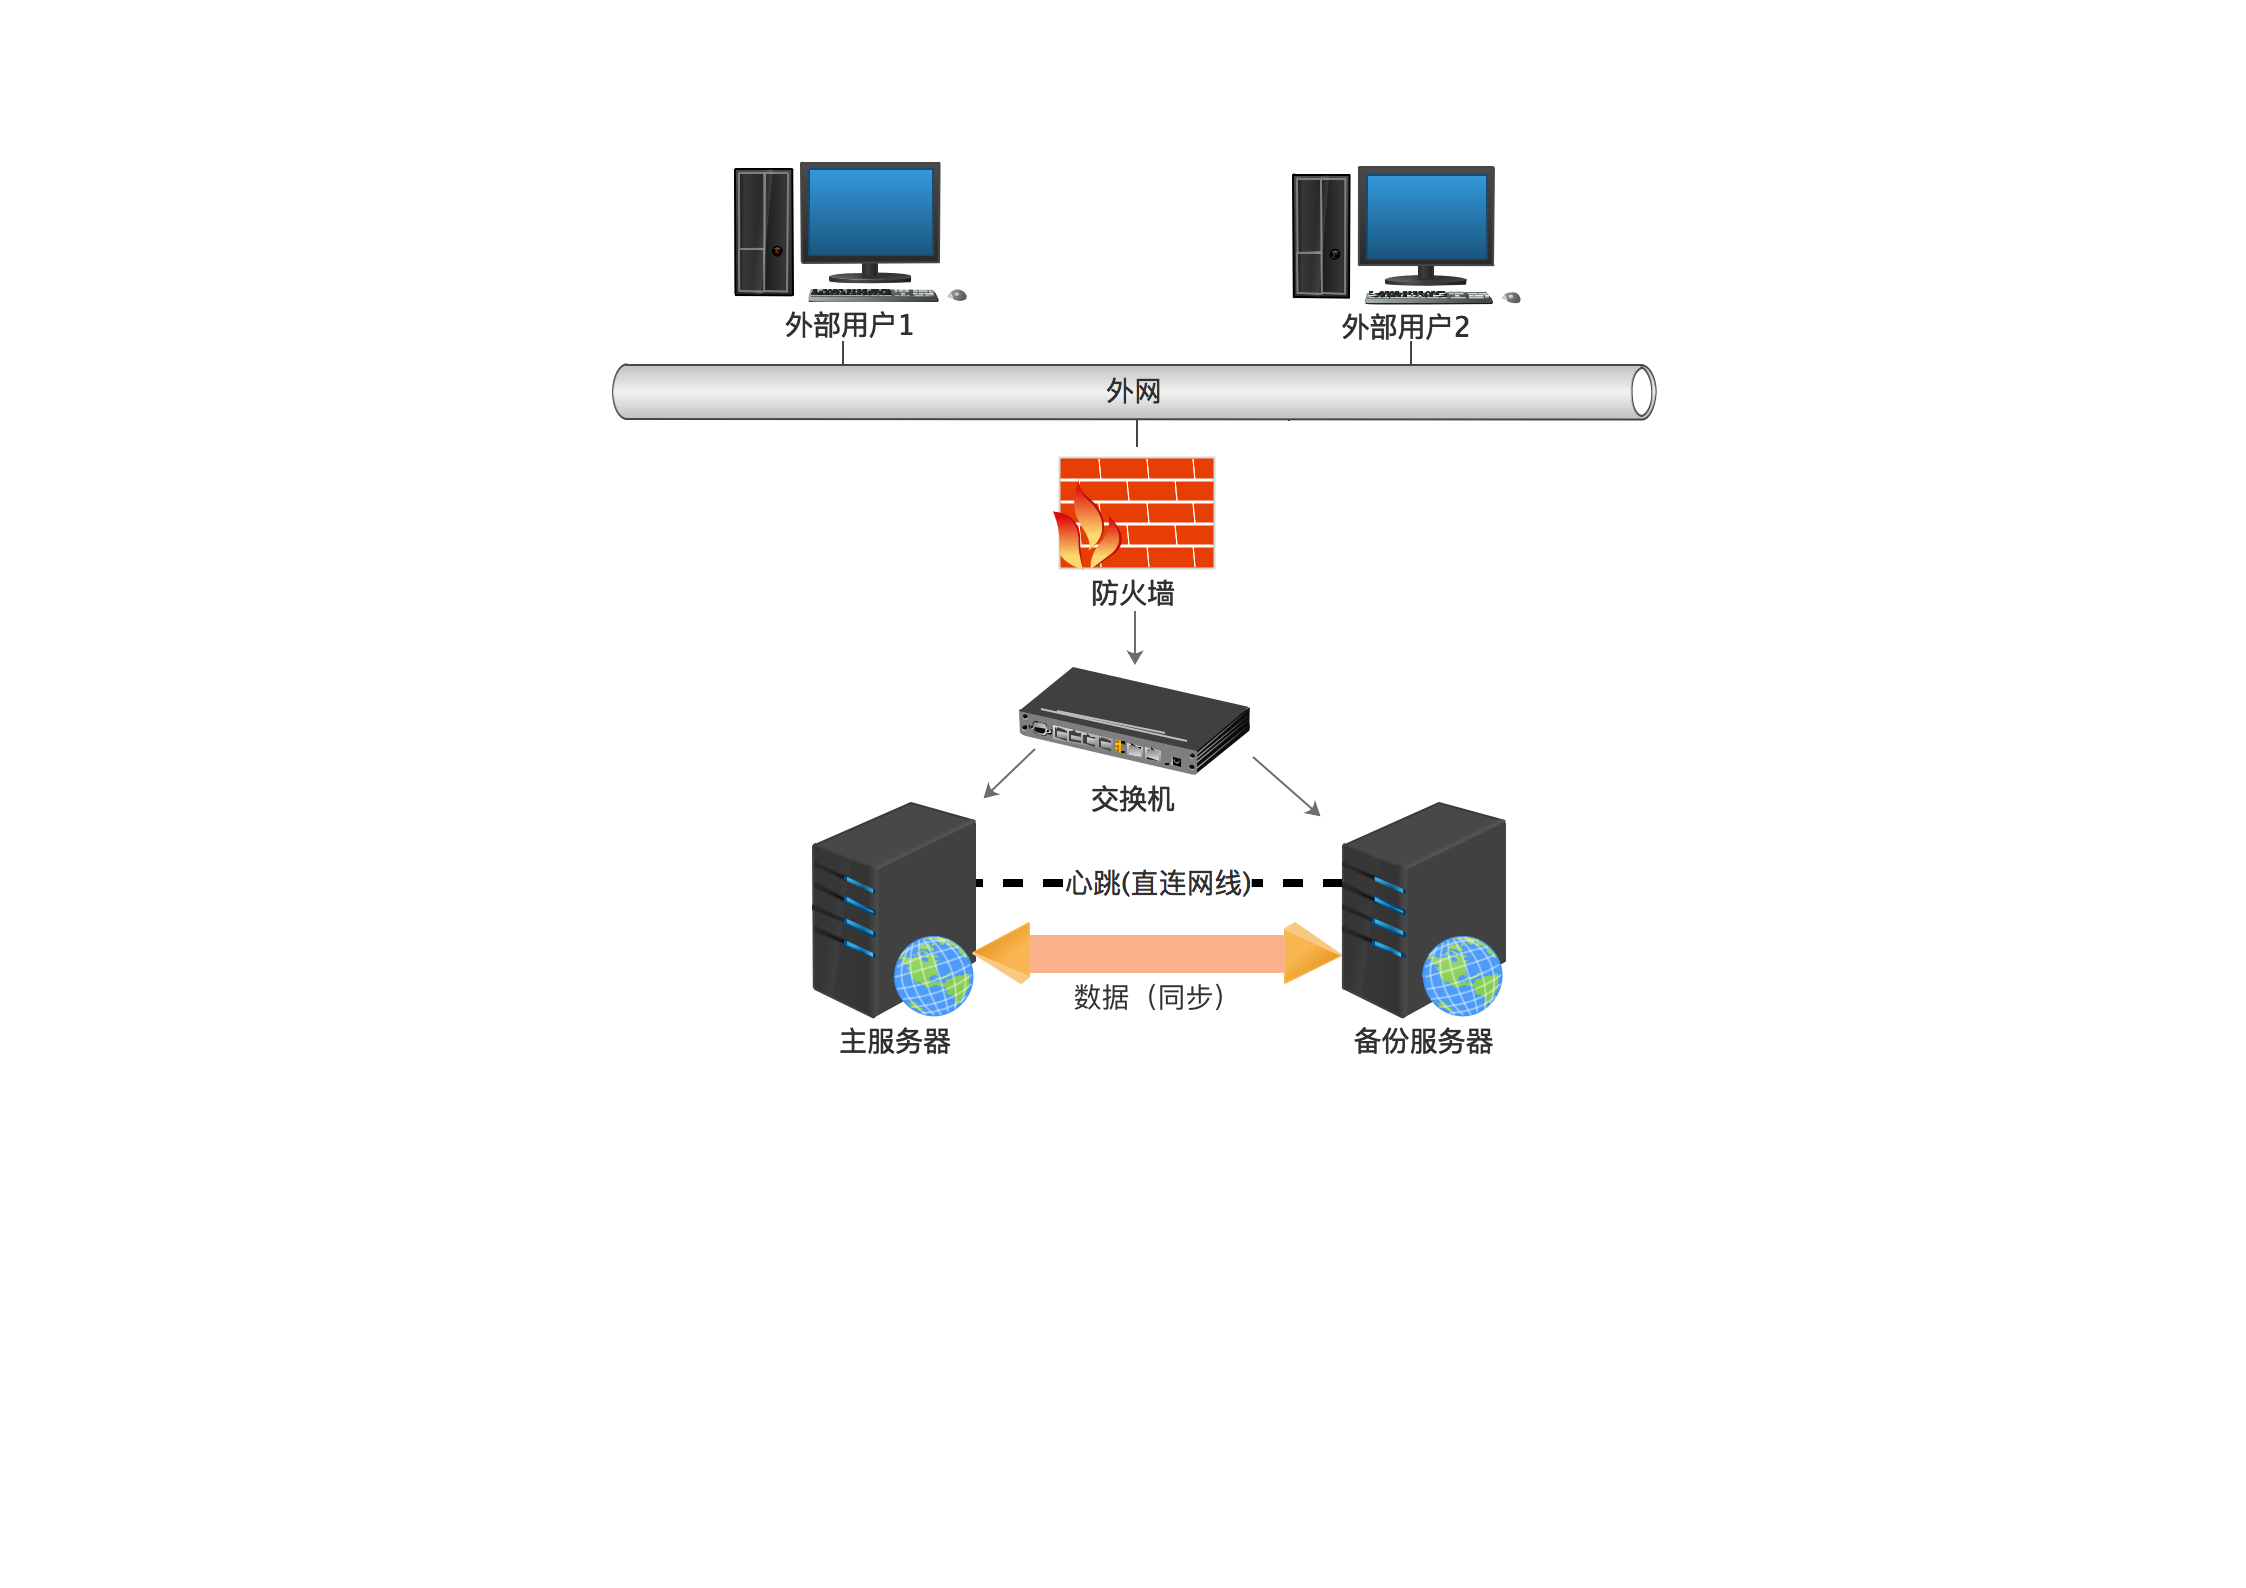 外部用户1
外部用户2
外网
防火墙
交换机
心跳(直连网线)
数据（同步）
主服务器
备份服务器